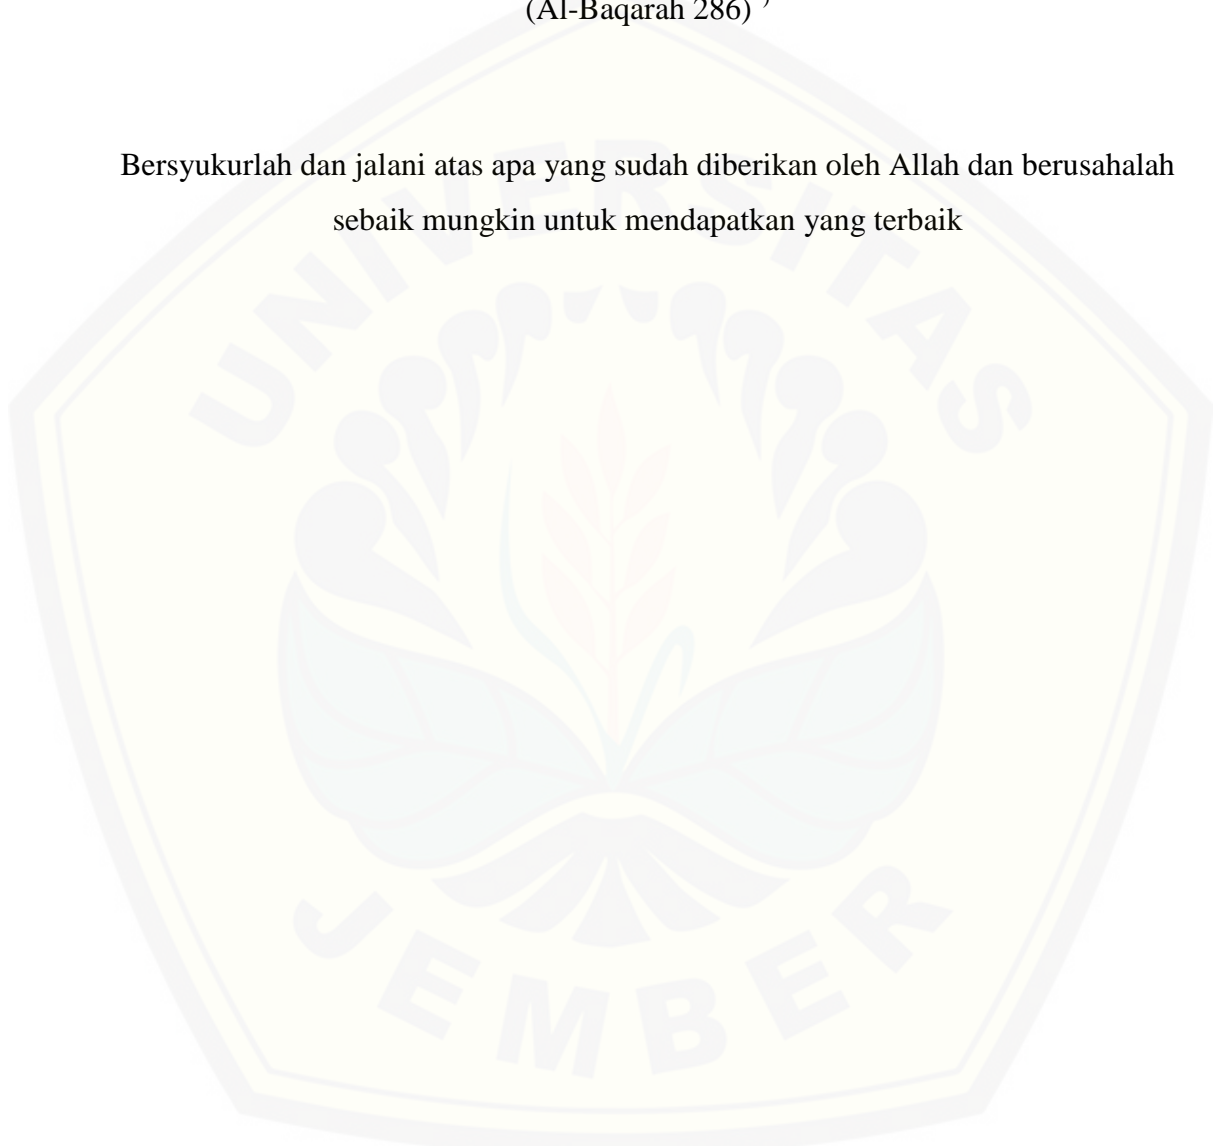 (Al-Baqarah 286) )
Bersyukurlah dan jalani atas apa yang sudah diberikan oleh Allah dan berusahalah
sebaik mungkin untuk mendapatkan yang terbaik
UNIVERSITAS
JEMBER